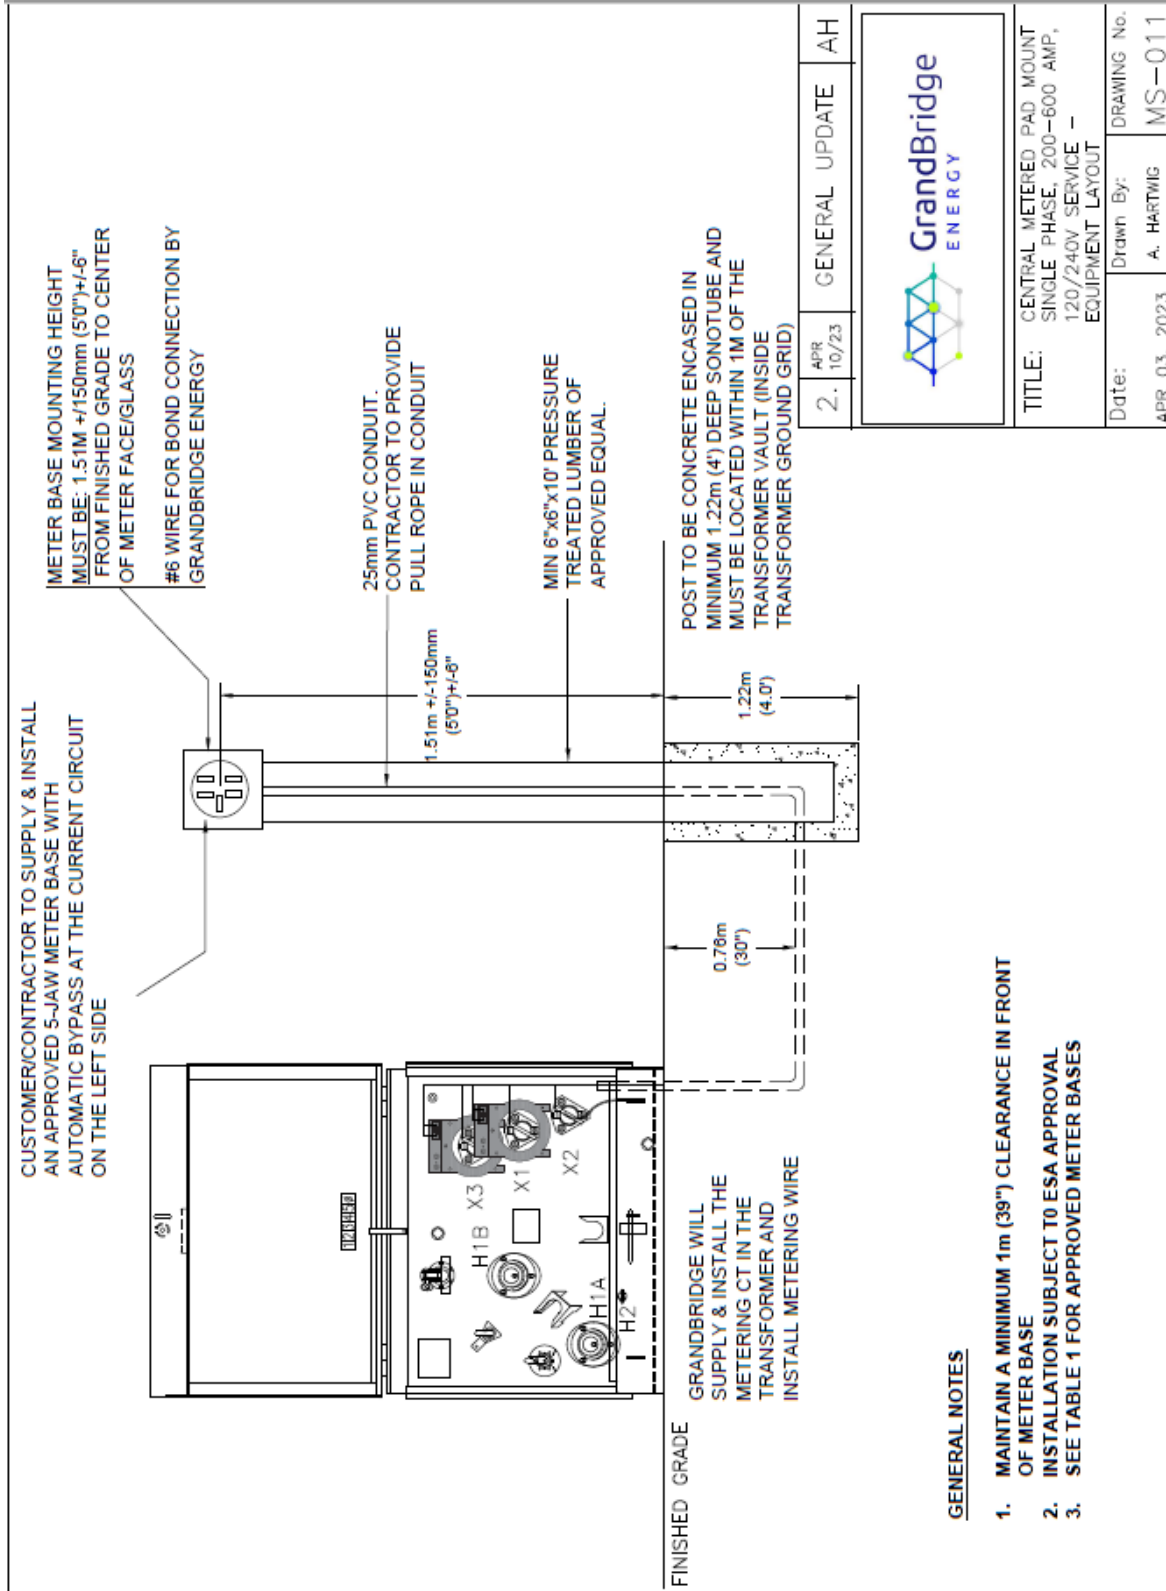 CUSTOMER/CONTRACTOR TO SUPPLY & INSTALL
AN APPROVED 5-JAW METER BASE WITH
AUTOMATIC BYPASS AT THE CURRENT CIRCUIT
ON THE LEFT SIDE
METER BASE MOUNTING HEIGHT
MUST BE: 1.51M +/150mm (5'0")+/-6"
FROM FINISHED GRADE TO CENTER
OF METER FACE/GLASS
#6 WIRE FOR BOND CONNECTION BY
GRANDBRIDGE ENERGY
25mm PVC CONDUIT.
CONTRACTOR TO PROVIDE
PULL ROPE IN CONDUIT
1.51m +/-150mm
(5'0")+/-6"
MIN 6"x6"x10' PRESSURE
TREATED LUMBER OF
APPROVED EQUAL.
12345Ø
H1B
X3
X1
X2
H1A
H2
FINISHED GRADE
GRANDBRIDGE WILL
SUPPLY & INSTALL THE
METERING CT IN THE
TRANSFORMER AND
INSTALL METERING WIRE
0.76m
(30")
1.22m
(4.0')
POST TO BE CONCRETE ENCASED IN
MINIMUM 1.22m (4') DEEP SONOTUBE AND
MUST BE LOCATED WITHIN 1M OF THE
TRANSFORMER VAULT (INSIDE
TRANSFORMER GROUND GRID)
GENERAL NOTES
1. MAINTAIN A MINIMUM 1m (39") CLEARANCE IN FRONT
OF METER BASE
2. INSTALLATION SUBJECT TO ESA APPROVAL
3. SEE TABLE 1 FOR APPROVED METER BASES
2. APR 10/23 GENERAL UPDATE AH
GrandBridge
ENERGY
TITLE: CENTRAL METERED PAD MOUNT
SINGLE PHASE, 200-600 AMP,
120/240V SERVICE -
EQUIPMENT LAYOUT
Date: Drawn By: DRAWING No.
APR 03, 2023 A. HARTWIG MS-011